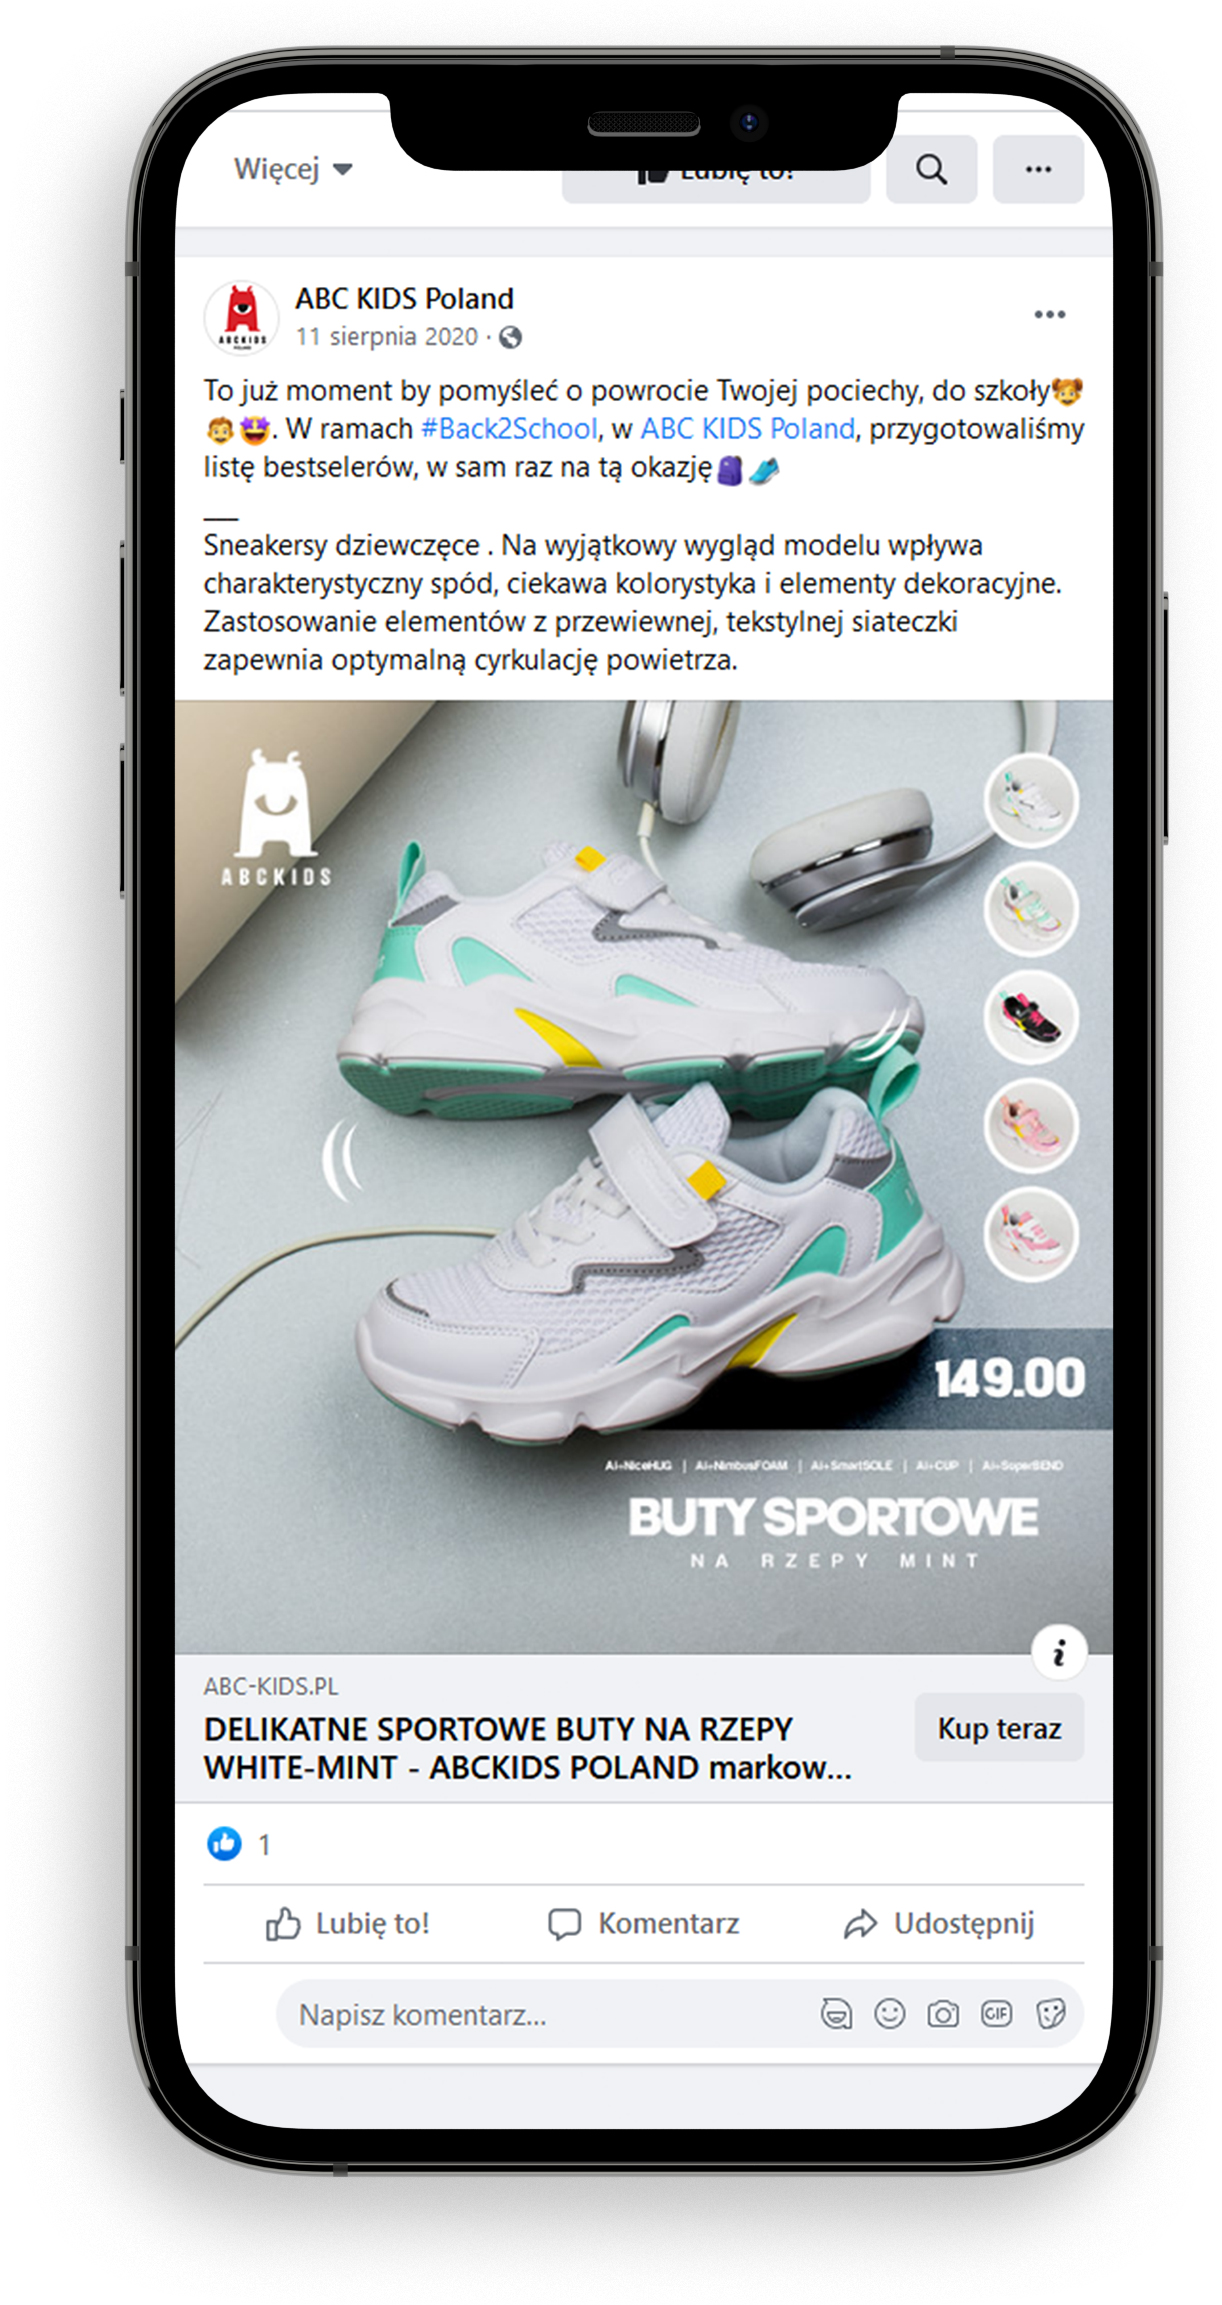 Więcej
Lubię to!
ABC KIDS Poland
11 sierpnia 2020 ·
To już moment by pomyśleć o powrocie Twojej pociechy, do szkoły👧
👦🤩. W ramach #Back2School, w ABC KIDS Poland, przygotowaliśmy
listę bestselerów, w sam raz na tą okazję🎒👟
__
Sneakersy dziewczęce . Na wyjątkowy wygląd modelu wpływa
charakterystyczny spód, ciekawa kolorystyka i elementy dekoracyjne.
Zastosowanie elementów z przewiewnej, tekstylnej siateczki
zapewnia optymalną cyrkulację powietrza.
ABCKIDS
149.00
Ai+NiceHUG | Ai+NimbusFOAM | Ai+SmartSOLE | Ai+CUP | Ai+SuperBEND
BUTY SPORTOWE
NA RZEPY MINT
ABC-KIDS.PL
DELIKATNE SPORTOWE BUTY NA RZEPY
WHITE-MINT - ABCKIDS POLAND markow...
Kup teraz
1
Lubię to! Komentarz Udostępnij
Napisz komentarz...
GIF